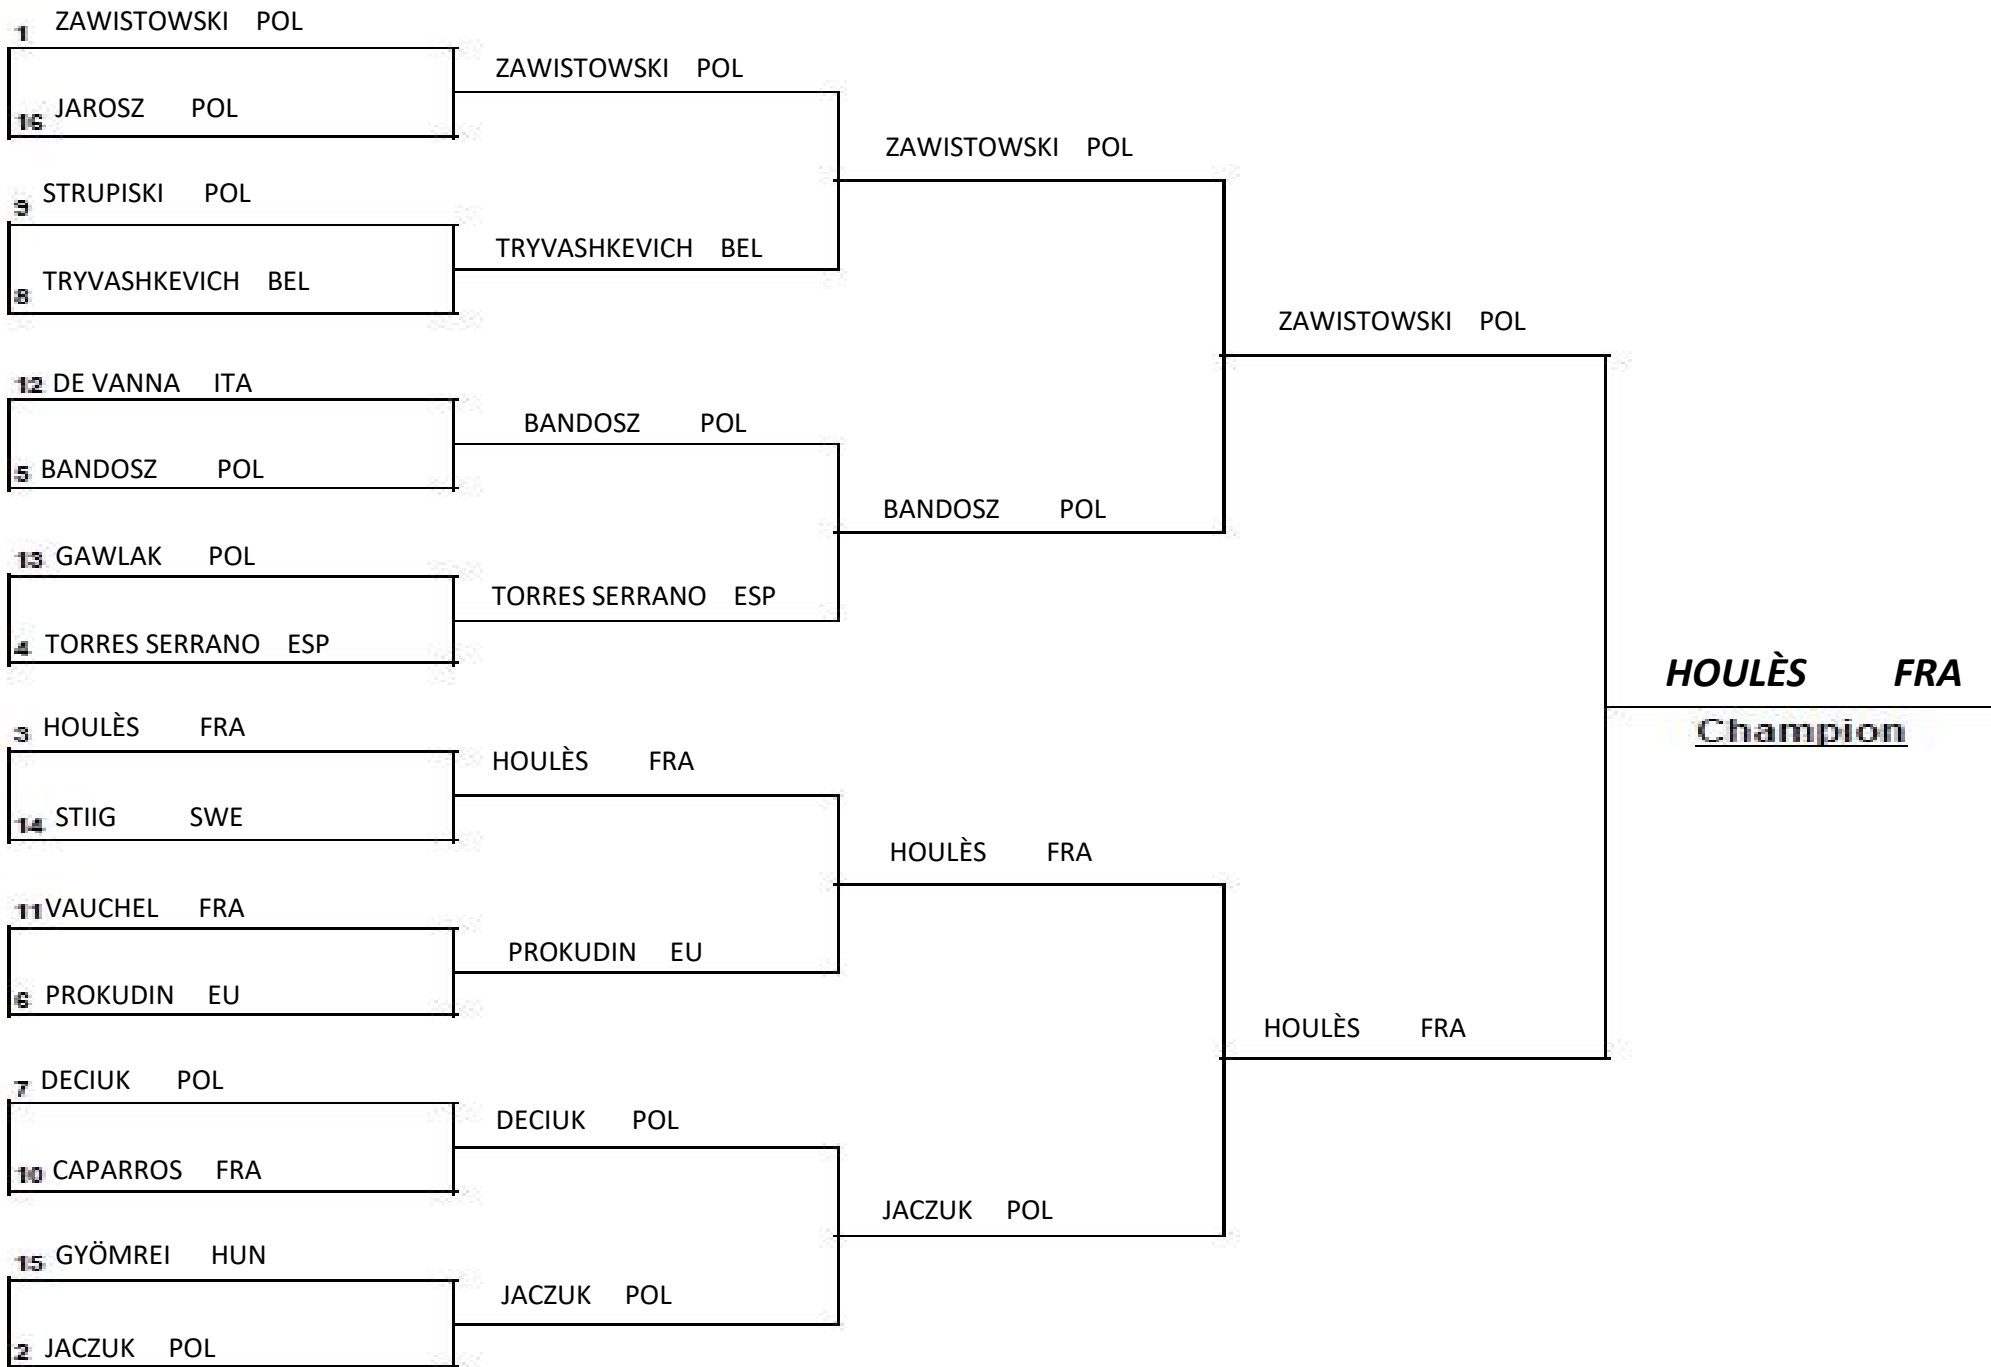 1 ZAWISTOWSKI POL
16 JAROSZ POL
9 STRUPISKI POL
8 TRYVASHKEVICH BEL
12 DE VANNA ITA
5 BANDOSZ POL
13 GAWLAK POL
4 TORRES SERRANO ESP
3 HOULÈS FRA
14 STIIG SWE
11 VAUCHEL FRA
6 PROKUDIN EU
7 DECIUK POL
10 CAPARROS FRA
15 GYÖMREI HUN
2 JACZUK POL
ZAWISTOWSKI POL
TRYVASHKEVICH BEL
BANDOSZ POL
TORRES SERRANO ESP
HOULÈS FRA
PROKUDIN EU
DECIUK POL
JACZUK POL
ZAWISTOWSKI POL
BANDOSZ POL
HOULÈS FRA
JACZUK POL
ZAWISTOWSKI POL
HOULÈS FRA
HOULÈS FRA
Champion